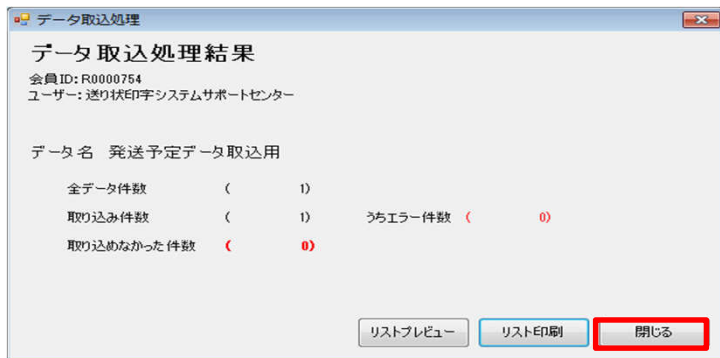 データ取込処理
データ取込処理結果
会員ID：R0000754
ユーザー：送り状印字システムサポートセンター
データ名　発送予定データ取込用
全データ件数 ( 1)
取り込み件数 ( 1) うちエラー件数 ( 0)
取り込めなかった件数 ( 0)
リストプレビュー リスト印刷 閉じる